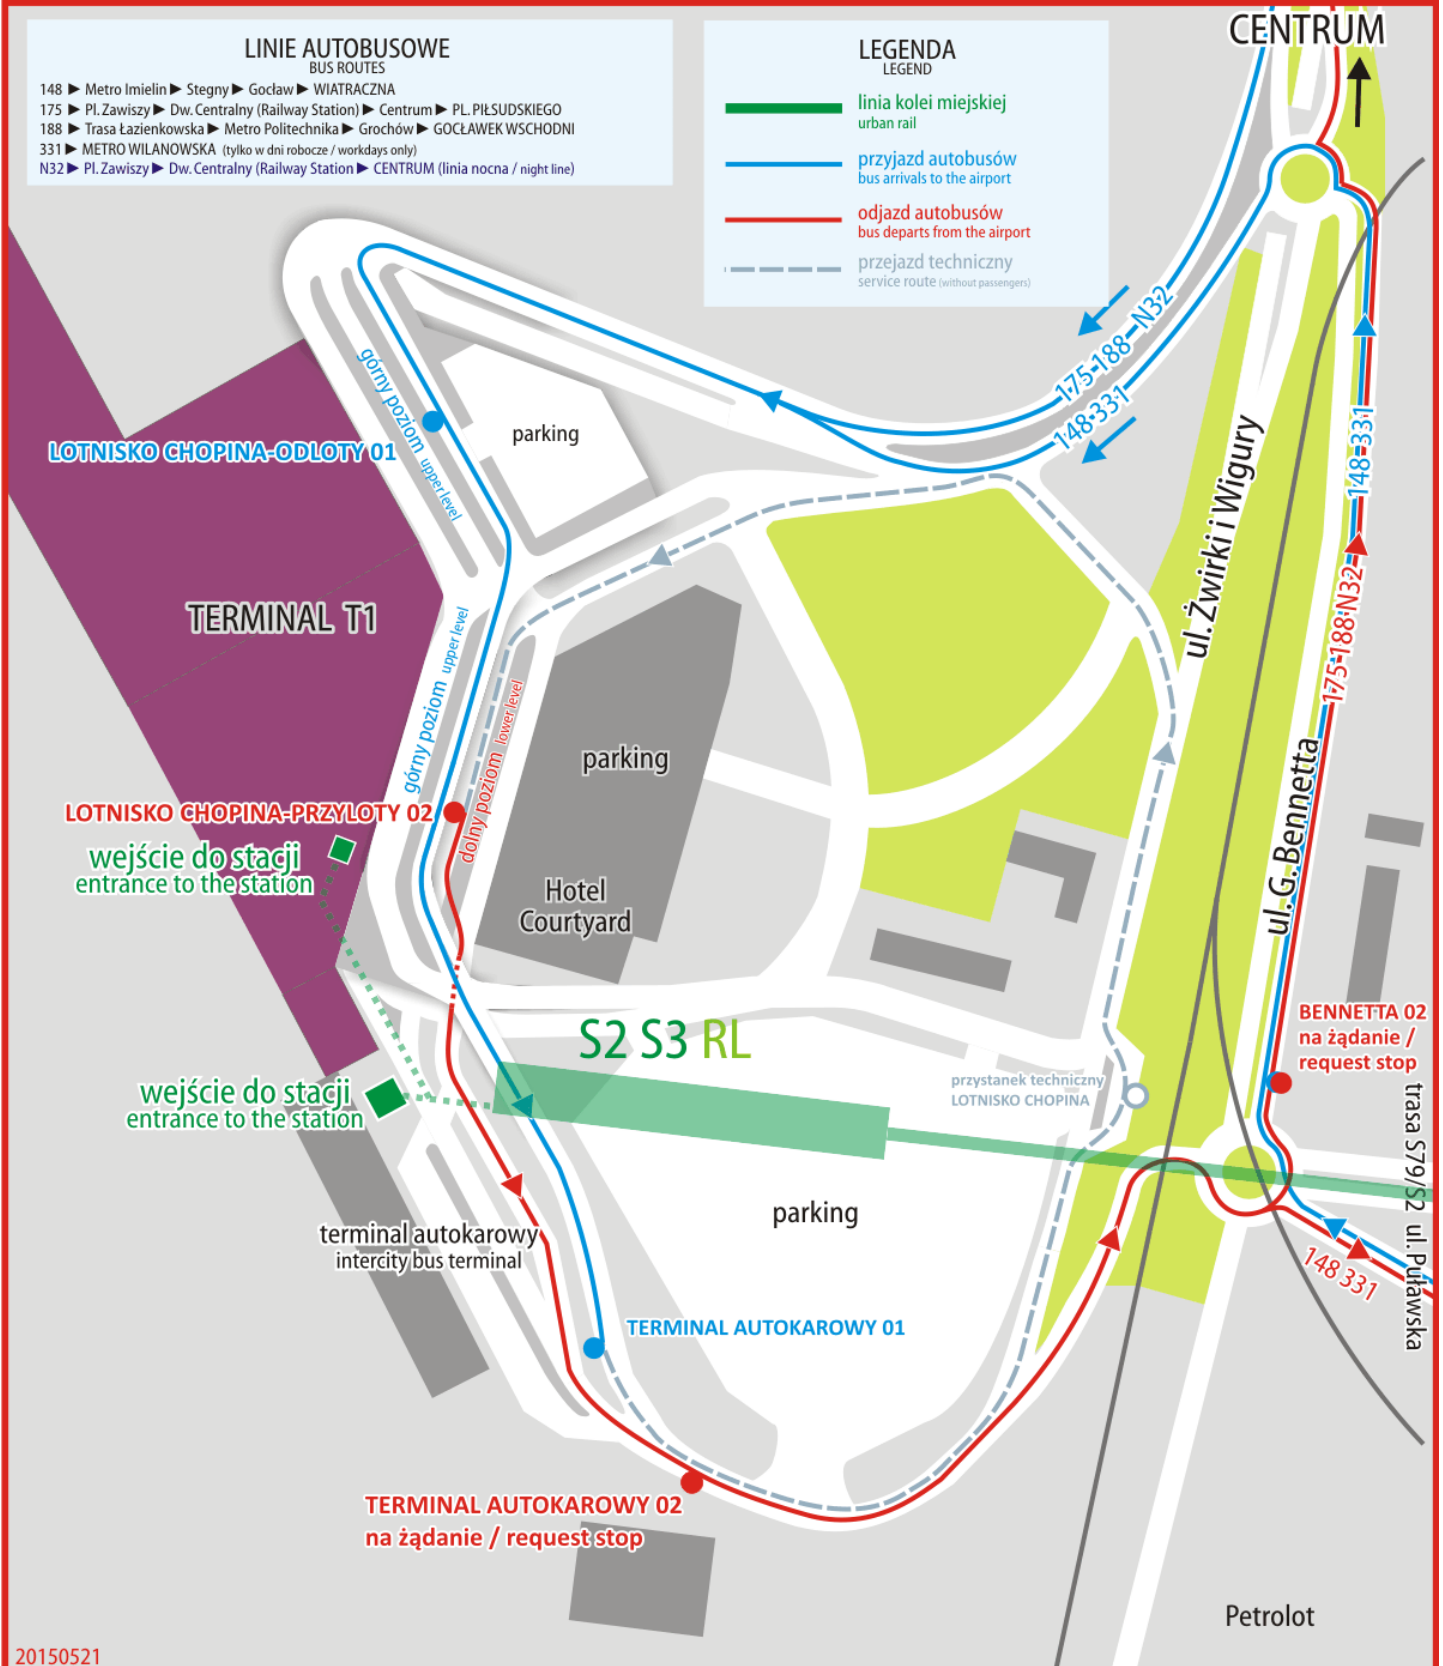 LINIE AUTOBUSOWE
BUS ROUTES
148 ▶ Metro Imielin ▶ Stegny ▶ Gocław ▶ WIATRACZNA
175 ▶ Pl. Zawiszy ▶ Dw. Centralny (Railway Station) ▶ Centrum ▶ PL. PIŁSUDSKIEGO
188 ▶ Trasa Łazienkowska ▶ Metro Politechnika ▶ Grochów ▶ GOCŁAWEK WSCHODNI
331 ▶ METRO WILANOWSKA (tylko w dni robocze / workdays only)
N32 ▶ Pl. Zawiszy ▶ Dw. Centralny (Railway Station ▶ CENTRUM (linia nocna / night line)
LEGENDA
LEGEND
linia kolei miejskiej
urban rail
przyjazd autobusów
bus arrivals to the airport
odjazd autobusów
bus departs from the airport
przejazd techniczny
service route (without passengers)
CENTRUM
175-188-N32
148-331
górny poziom upper level
parking
LOTNISKO CHOPINA-ODLOTY 01
148-331
ul. Żwirki i Wigury
TERMINAL T1
górny poziom upper level
175-188-N32
dolny poziom lower level
parking
ul. G. Bennetta
LOTNISKO CHOPINA-PRZYLOTY 02
wejście do stacji
entrance to the station
Hotel
Courtyard
BENNETTA 02
na żądanie /
request stop
S2 S3 RL
przystanek techniczny
LOTNISKO CHOPINA
wejście do stacji
entrance to the station
trasa S79/S2 ul. Puławska
parking
terminal autokarowy
intercity bus terminal
148 331
TERMINAL AUTOKAROWY 01
TERMINAL AUTOKAROWY 02
na żądanie / request stop
Petrolot
20150521